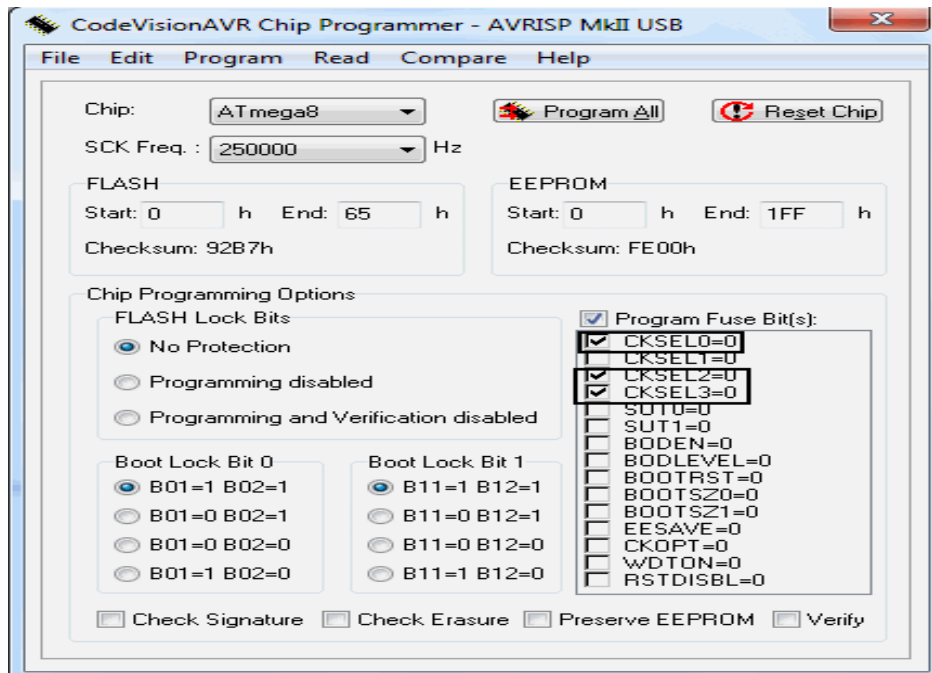 CodeVisionAVR Chip Programmer - AVRISP MkII USB
File Edit Program Read Compare Help
Chip: ATmega8 Program All Reset Chip
SCK Freq. : 250000 Hz
FLASH
Start: 0 h End: 65 h
Checksum: 92B7h
EEPROM
Start: 0 h End: 1FF h
Checksum: FE00h
Chip Programming Options
FLASH Lock Bits
No Protection
Programming disabled
Programming and Verification disabled
Boot Lock Bit 0
B01=1 B02=1
B01=0 B02=1
B01=0 B02=0
B01=1 B02=0
Boot Lock Bit 1
B11=1 B12=1
B11=0 B12=1
B11=0 B12=0
B11=1 B12=0
Program Fuse Bit(s):
CKSEL0=0
CKSEL1=0
CKSEL2=0
CKSEL3=0
SUT0=0
SUT1=0
BODEN=0
BODLEVEL=0
BOOTRST=0
BOOTSZ0=0
BOOTSZ1=0
EESAVE=0
CKOPT=0
WDTON=0
RSTDISBL=0
Check Signature Check Erasure Preserve EEPROM Verify